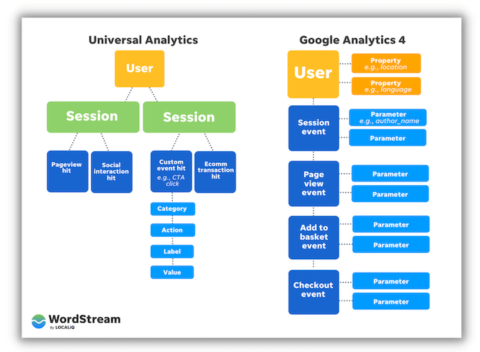 Universal Analytics
User
Session
Session
Pageview
hit
Social
interaction
hit
Custom
event hit
e.g., CTA
click
Ecomm
transaction
hit
Category
Action
Label
Value
Google Analytics 4
User
Property
e.g., location
Property
e.g., language
Session
event
Parameter
e.g., author_name
Parameter
Page
view
event
Parameter
Parameter
Add to
basket
event
Parameter
Parameter
Checkout
event
Parameter
Parameter
WordStream
By LOCALiQ